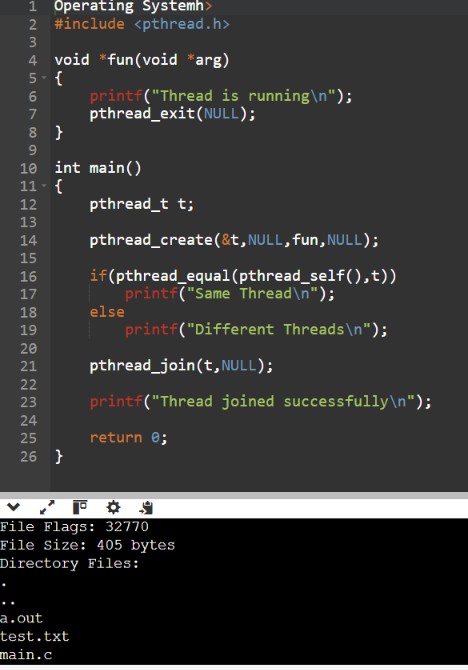 1 Operating Systemh>
2 #include <pthread.h>
3
4 void *fun(void *arg)
5 {
6 printf("Thread is running\n");
7 pthread_exit(NULL);
8 }
9
10 int main()
11 {
12 pthread_t t;
13
14 pthread_create(&t,NULL,fun,NULL);
15
16 if(pthread_equal(pthread_self(),t))
17 printf("Same Thread\n");
18 else
19 printf("Different Threads\n");
20
21 pthread_join(t,NULL);
22
23 printf("Thread joined successfully\n");
24
25 return 0;
26 }
File Flags: 32770
File Size: 405 bytes
Directory Files:
.
..
a.out
test.txt
main.c